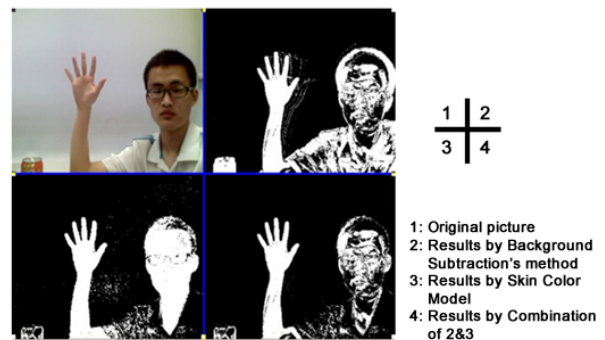 1 2
3 4
1: Original picture
2: Results by Background
Subtraction's method
3: Results by Skin Color
Model
4: Results by Combination
of 2&3